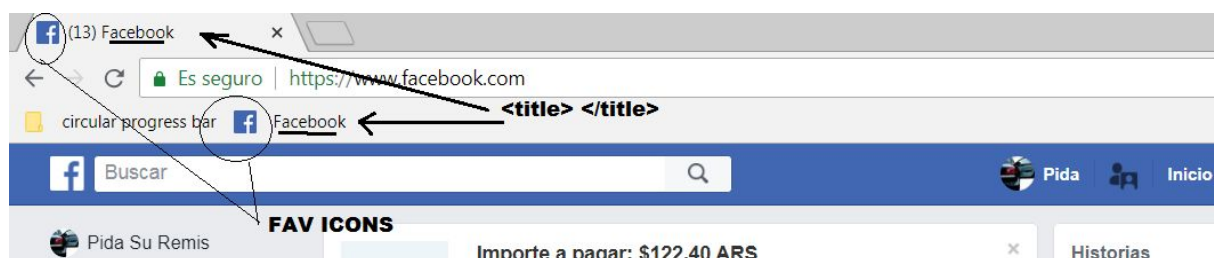 (13) Facebook
Es seguro | https://www.facebook.com
<title> </title>
circular progress bar Facebook
Buscar Pida Inicio
FAV ICONS
Pida Su Remis
Importe a pagar: $122.40 ARS Historias